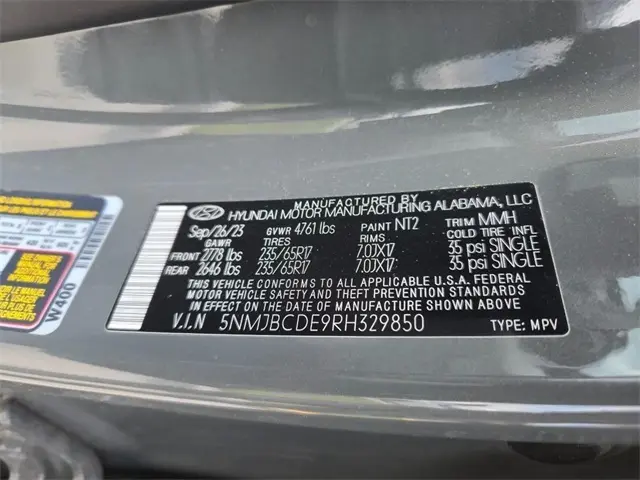 MANUFACTURED BY
HYUNDAI MOTOR MANUFACTURING ALABAMA, LLC
Sep/26/23 GVWR 4761 lbs PAINT NT2 TRIM MMH
GAWR TIRES RIMS COLD TIRE INFL
FRONT 2778 lbs 235/65R17 7.0JX17 35 psi SINGLE
REAR 2646 lbs 235/65R17 7.0JX17 35 psi SINGLE
THIS VEHICLE CONFORMS TO ALL APPLICABLE U.S.A. FEDERAL
MOTOR VEHICLE SAFETY AND THEFT PREVENTION STANDARDS
IN EFFECT ON THE DATE OF MANUFACTURE SHOWN ABOVE.
V.I.N 5NMJBCDE9RH329850 TYPE: MPV
W400